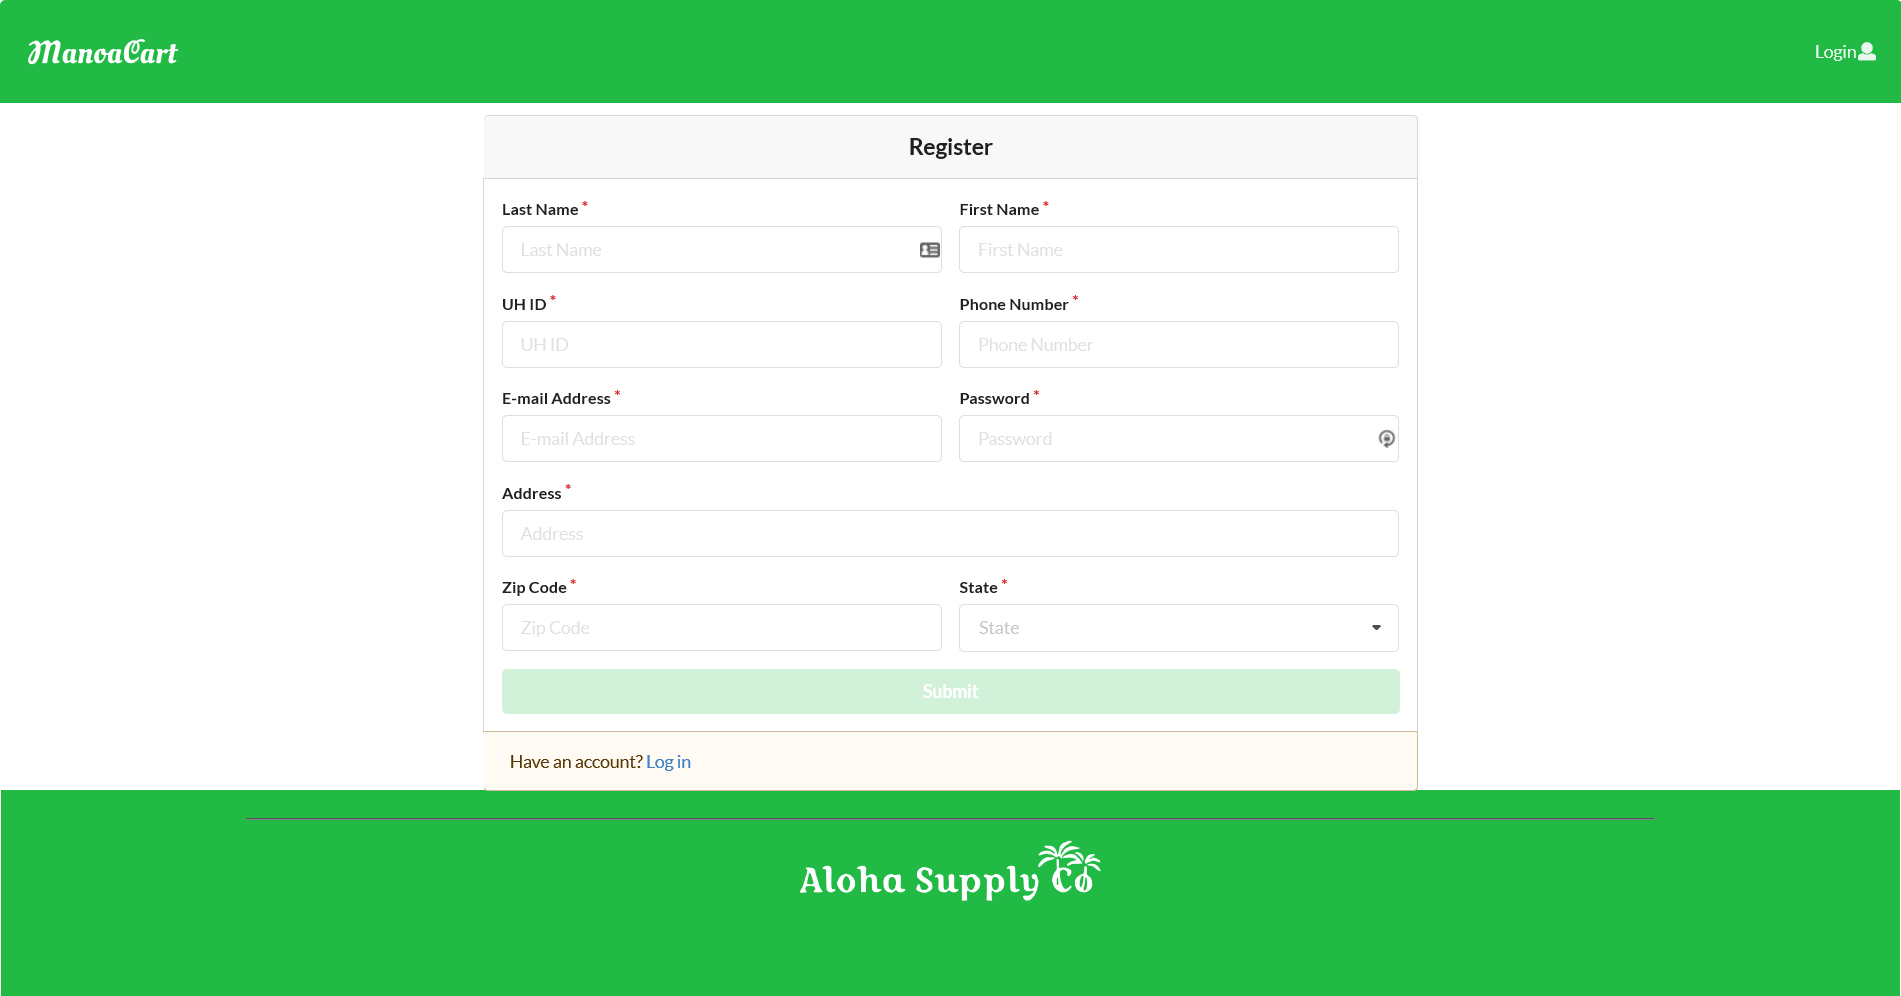 ManoaCart
Login
Register
Last Name *
First Name *
Last Name
First Name
UH ID *
Phone Number *
UH ID
Phone Number
E-mail Address *
Password *
E-mail Address
Password
Address *
Address
Zip Code *
State *
Zip Code
State
Submit
Have an account? Log in
Aloha Supply Co